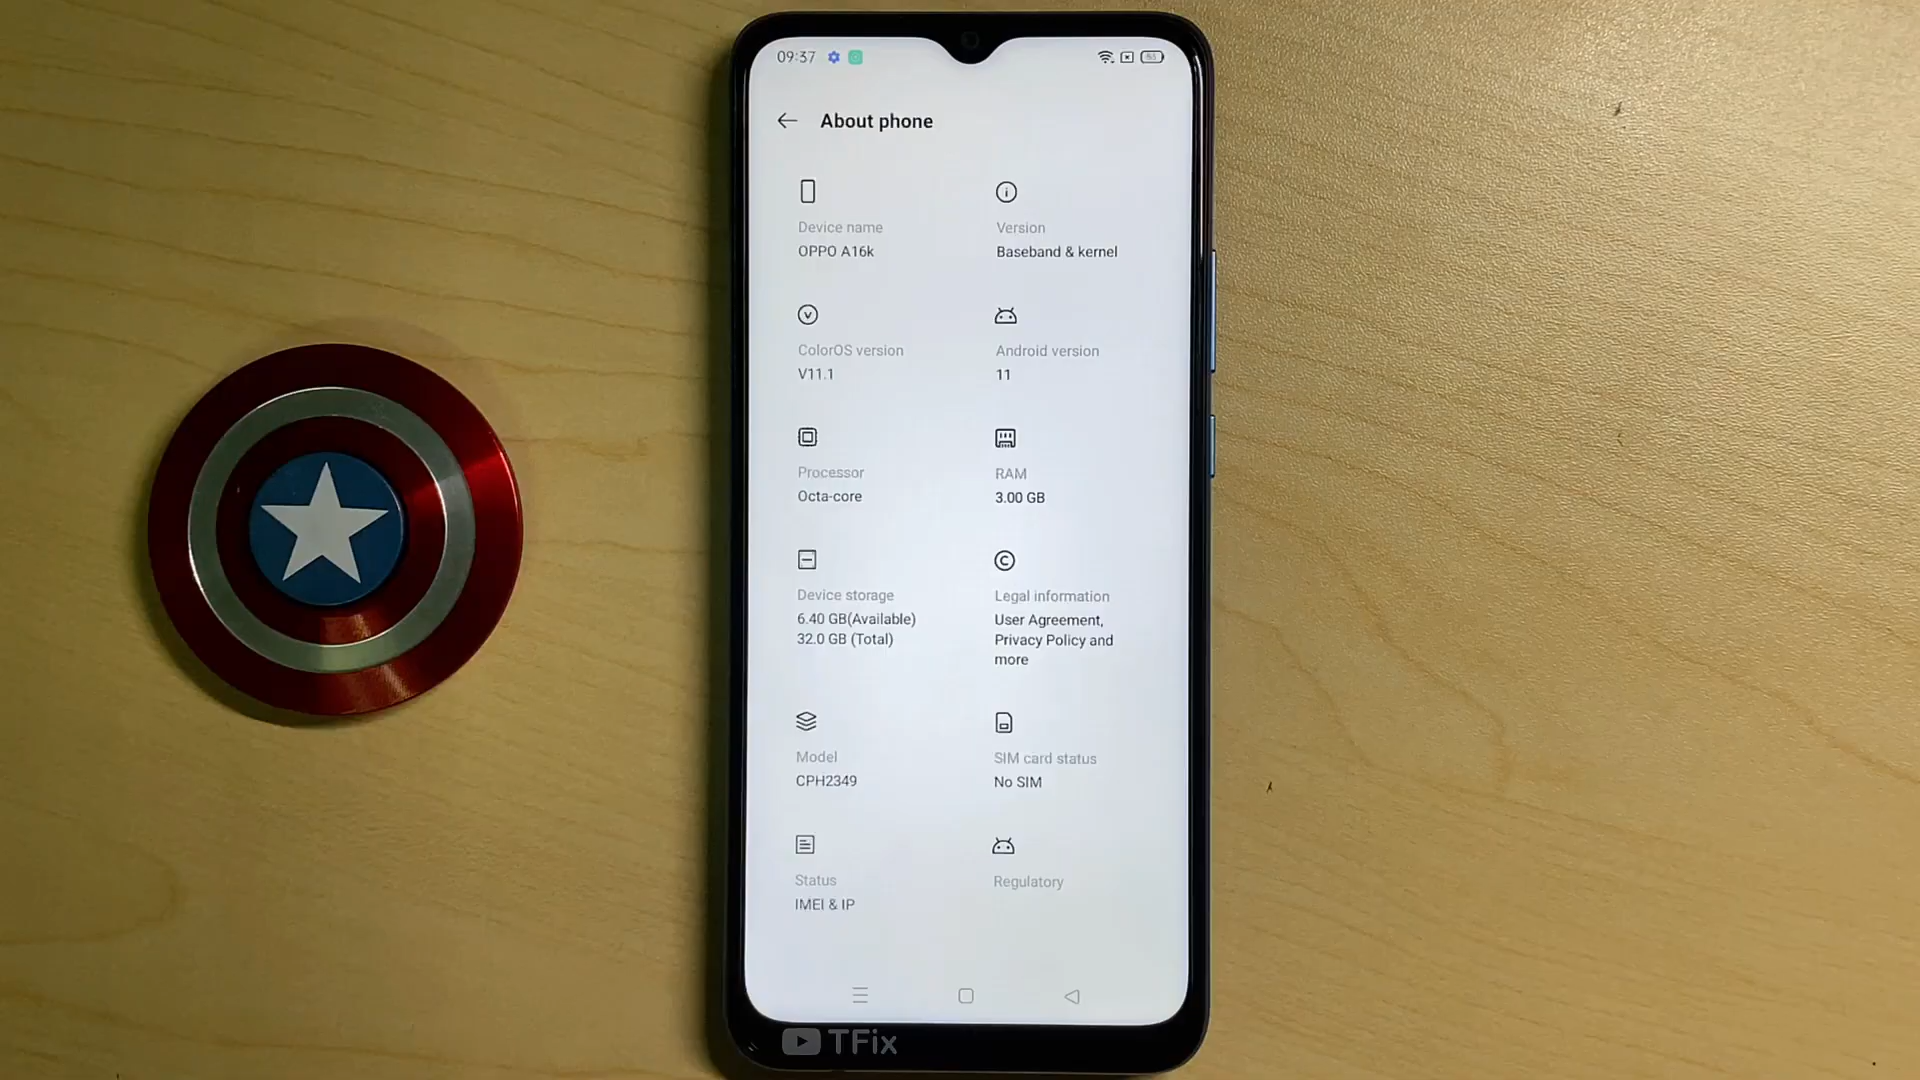 09:37
About phone
Device name
OPPO A16k
Version
Baseband & kernel
ColorOS version
V11.1
Android version
11
Processor
Octa-core
RAM
3.00 GB
Device storage
6.40 GB(Available)
32.0 GB (Total)
Legal information
User Agreement,
Privacy Policy and
more
Model
CPH2349
SIM card status
No SIM
Status
IMEI & IP
Regulatory
TFix